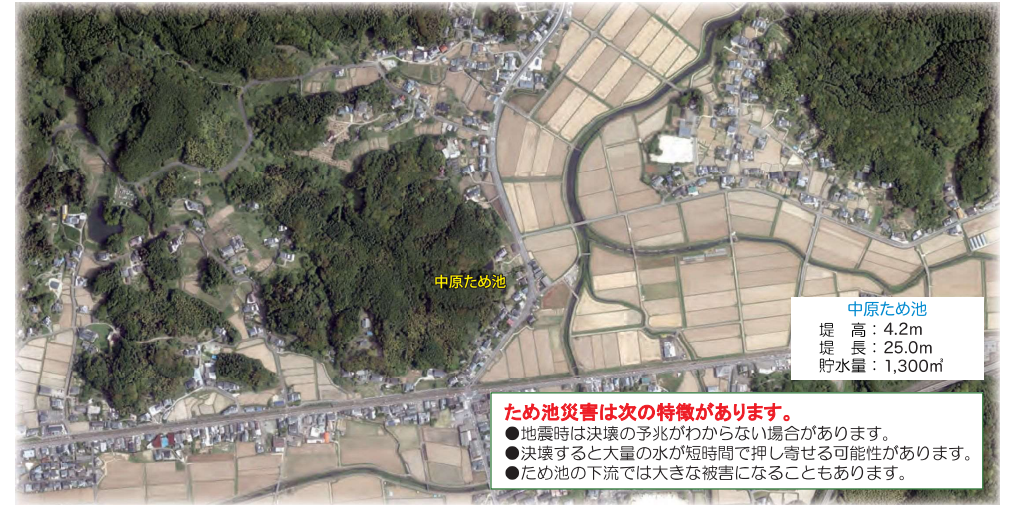 中原ため池
中原ため池
堤　高：4.2m
堤　長：25.0m
貯水量：1,300㎥
ため池災害は次の特徴があります。
●地震時は決壊の予兆がわからない場合があります。
●決壊すると大量の水が短時間で押し寄せる可能性があります。
●ため池の下流では大きな被害になることもあります。